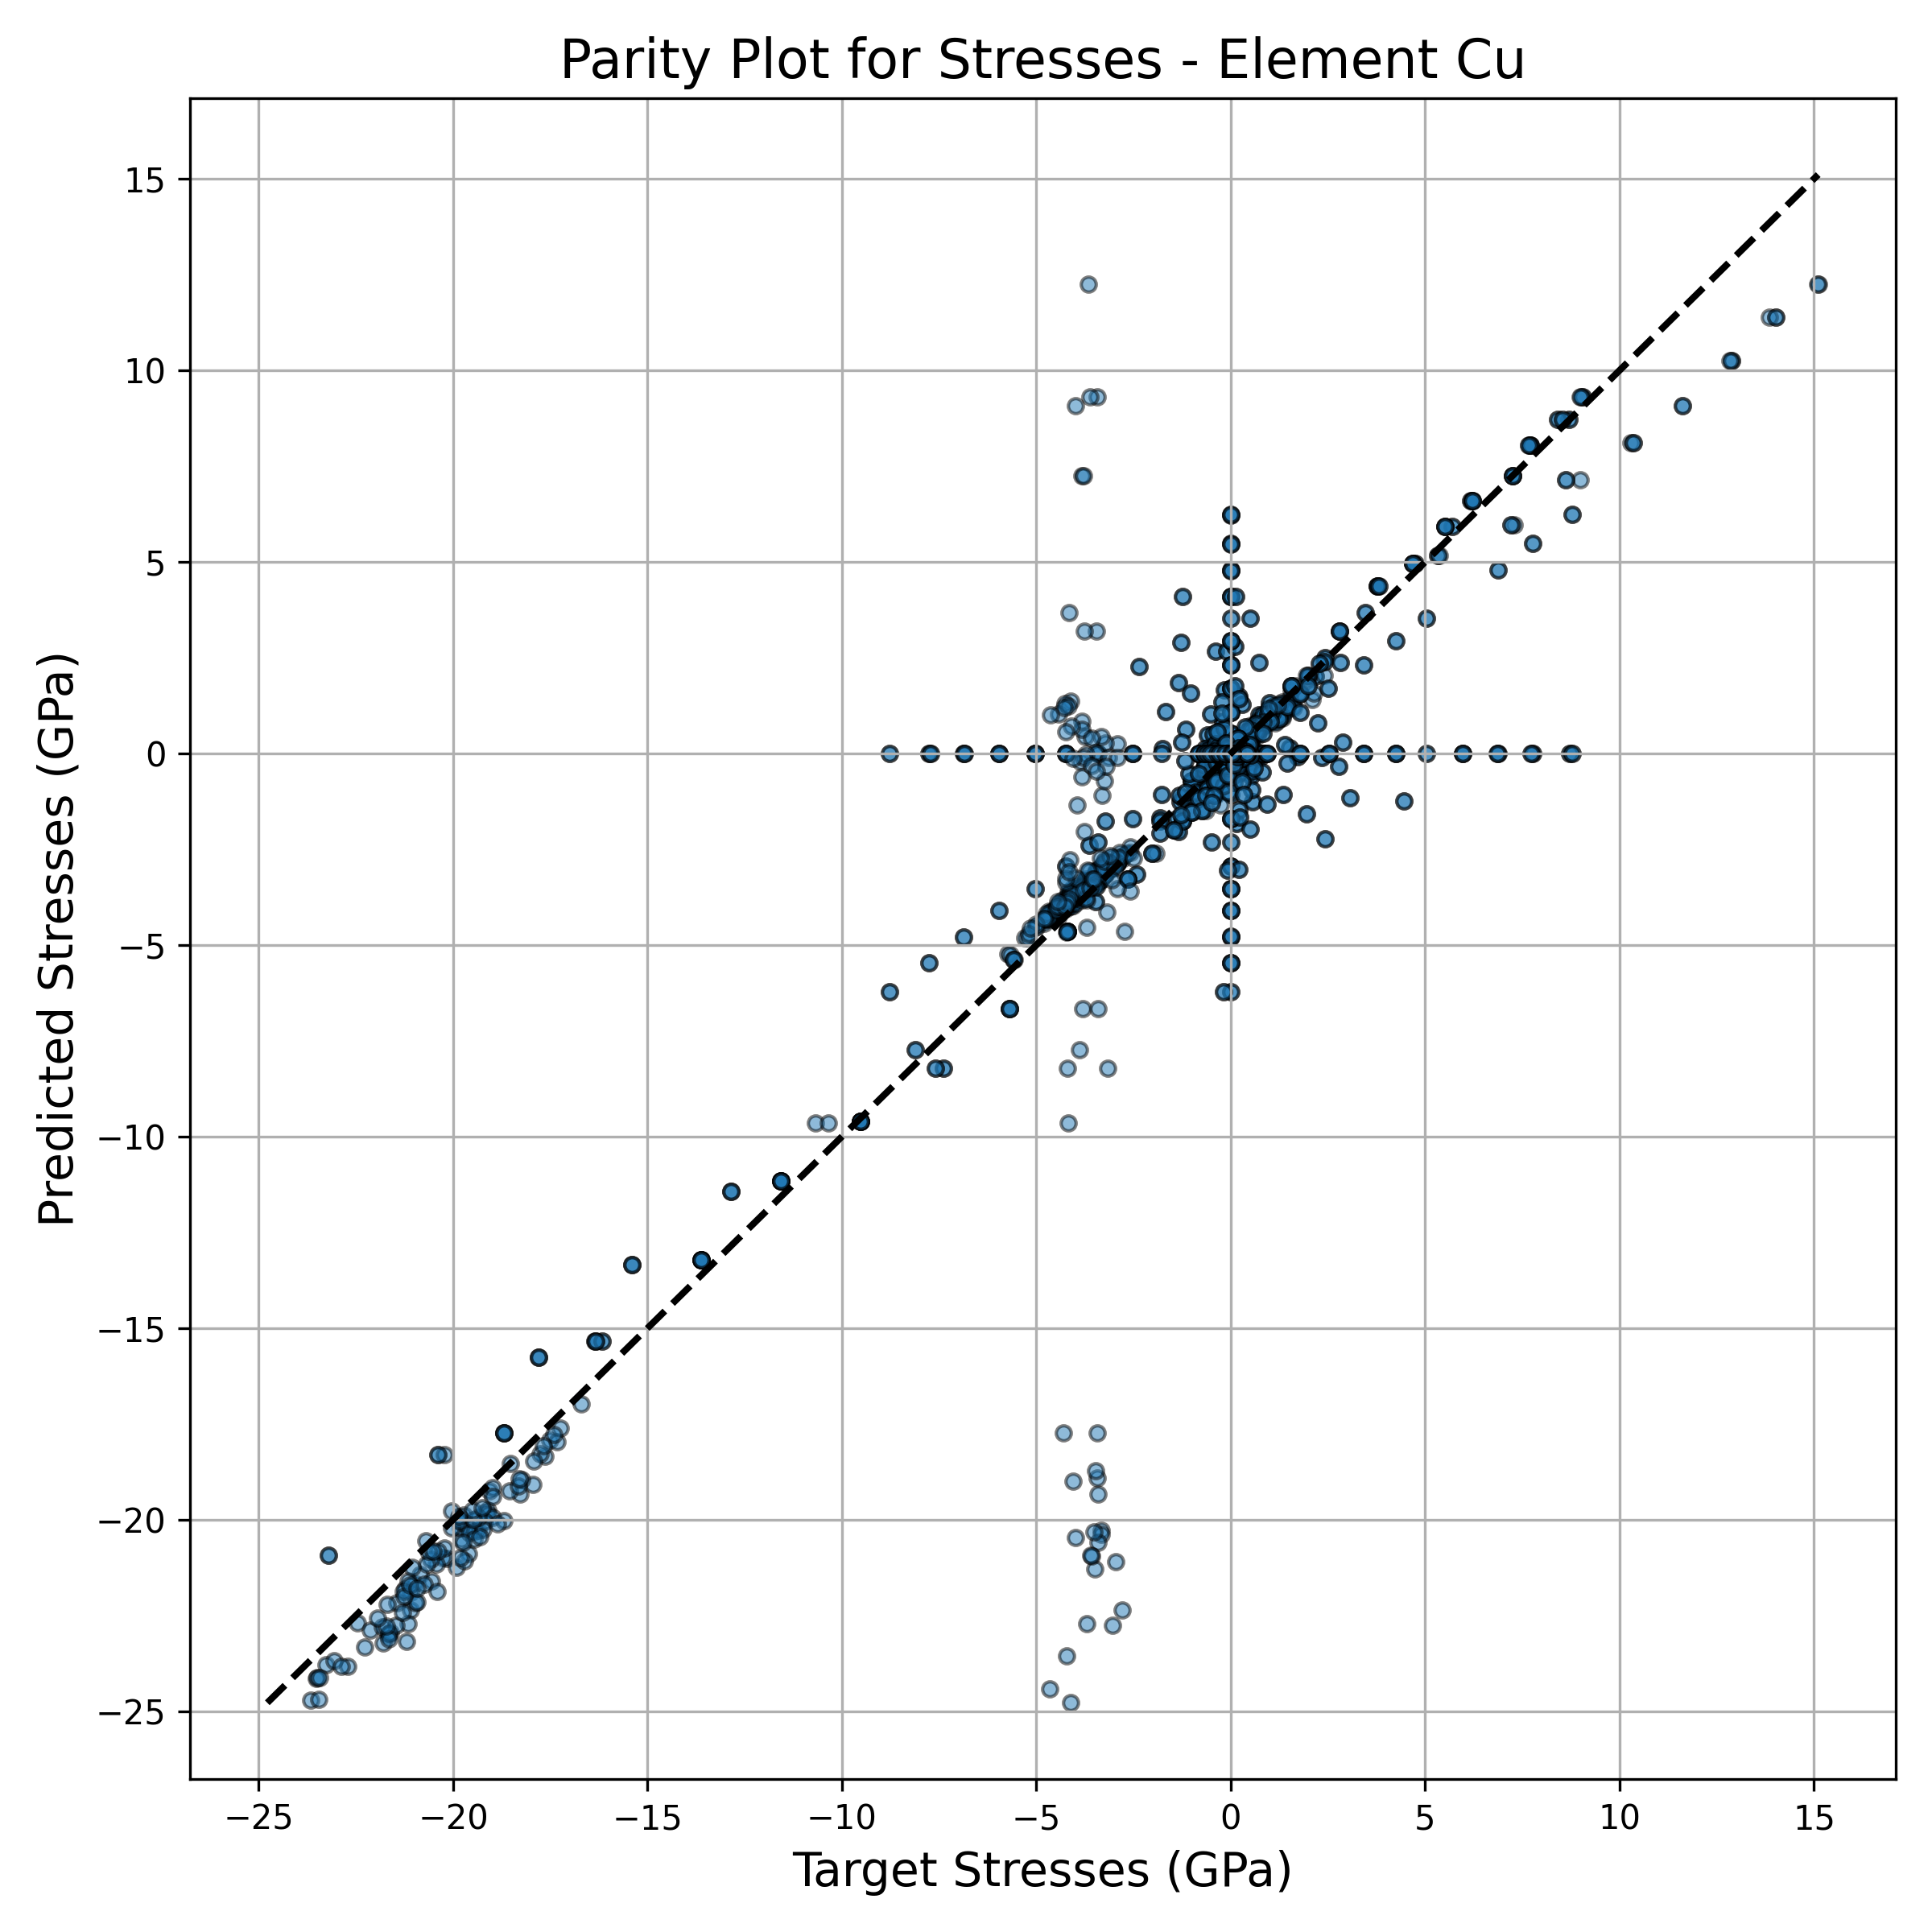 Parity Plot for Stresses - Element Cu
Predicted Stresses (GPa)
15
10
5
0
−5
−10
−15
−20
−25
−25 −20 −15 −10 −5 0 5 10 15
Target Stresses (GPa)